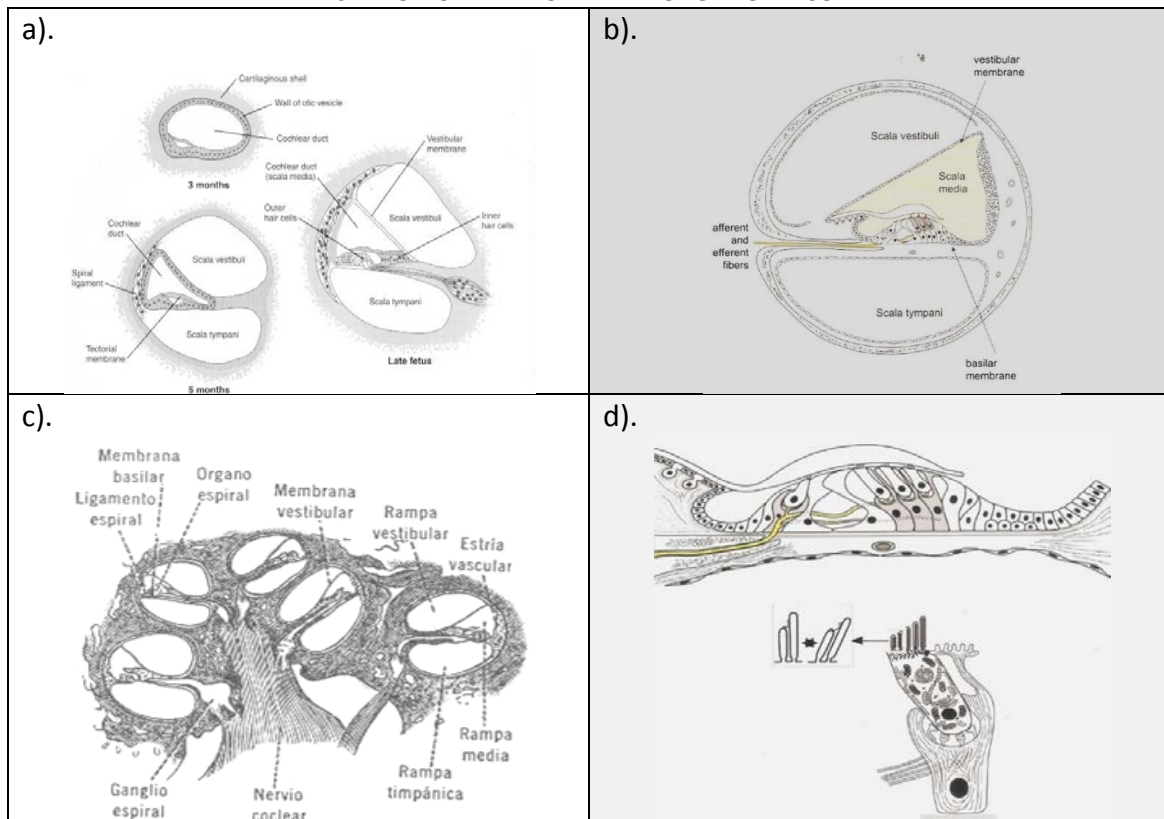 a).
Cartilaginous shell
Wall of otic vesicle
Cochlear duct
3 months
Cochlear
duct
Scala vestibuli
Spiral
ligament
Scala tympani
Tectorial
membrane
5 months
Vestibular
membrane
Cochlear duct
(scala media)
Outer
hair cells
Scala vestibuli
Inner
hair cells
Scala tympani
Late fetus
b).
vestibular
membrane
Scala vestibuli
Scala
media
afferent
and
efferent
fibers
Scala tympani
basilar
membrane
c).
Membrana
basilar
Ligamento
espiral
Organo
espiral
Membrana
vestibular
Rampa
vestibular
Estría
vascular
Rampa
media
Rampa
timpánica
Nervio
coclear
Ganglio
espiral
d).